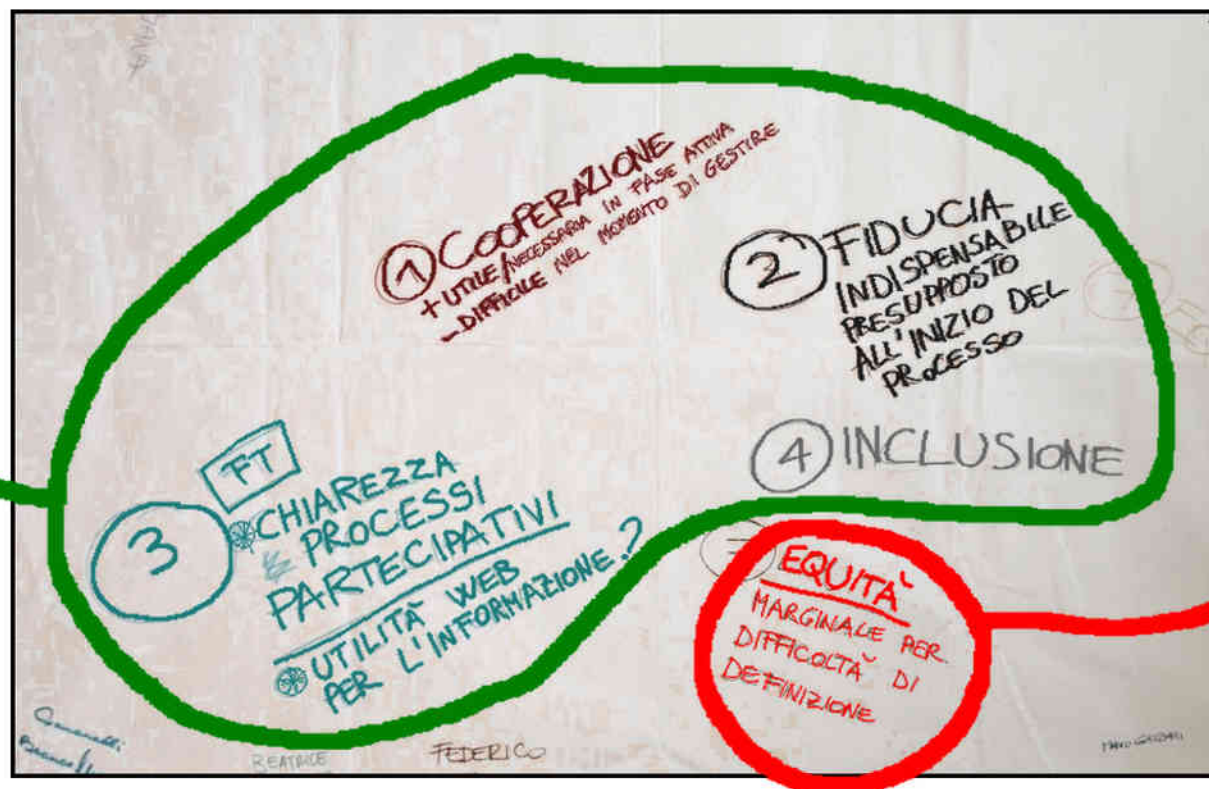 ① COOPERAZIONE
+ UTILE/NECESSARIA IN FASE ATTIVA
- DIFFICILE NEL MOMENTO DI GESTIRE
② FIDUCIA
INDISPENSABILE
PRESUPPOSTO
ALL'INIZIO DEL
PROCESSO
④ INCLUSIONE
FT
③ CHIAREZZA
PROCESSI
PARTECIPATIVI
UTILITÀ WEB
PER L'INFORMAZIONE?
EQUITÀ
MARGINALE PER
DIFFICOLTÀ DI
DEFINIZIONE
BEATRICE
FEDERICO